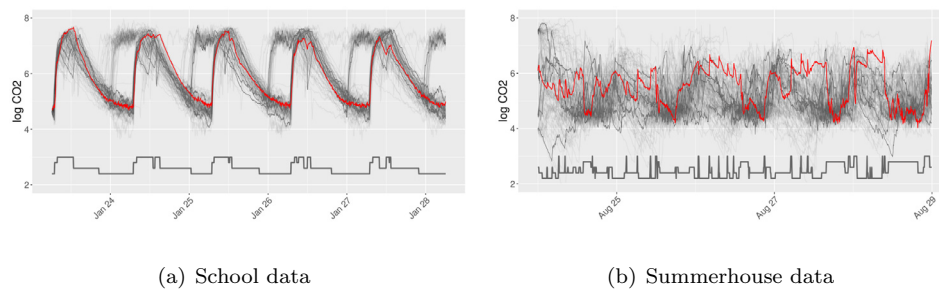 8
6
4
2
log CO2
Jan 24
Jan 25
Jan 26
Jan 27
Jan 28
(a) School data
8
6
4
2
log CO2
Aug 25
Aug 27
Aug 29
(b) Summerhouse data